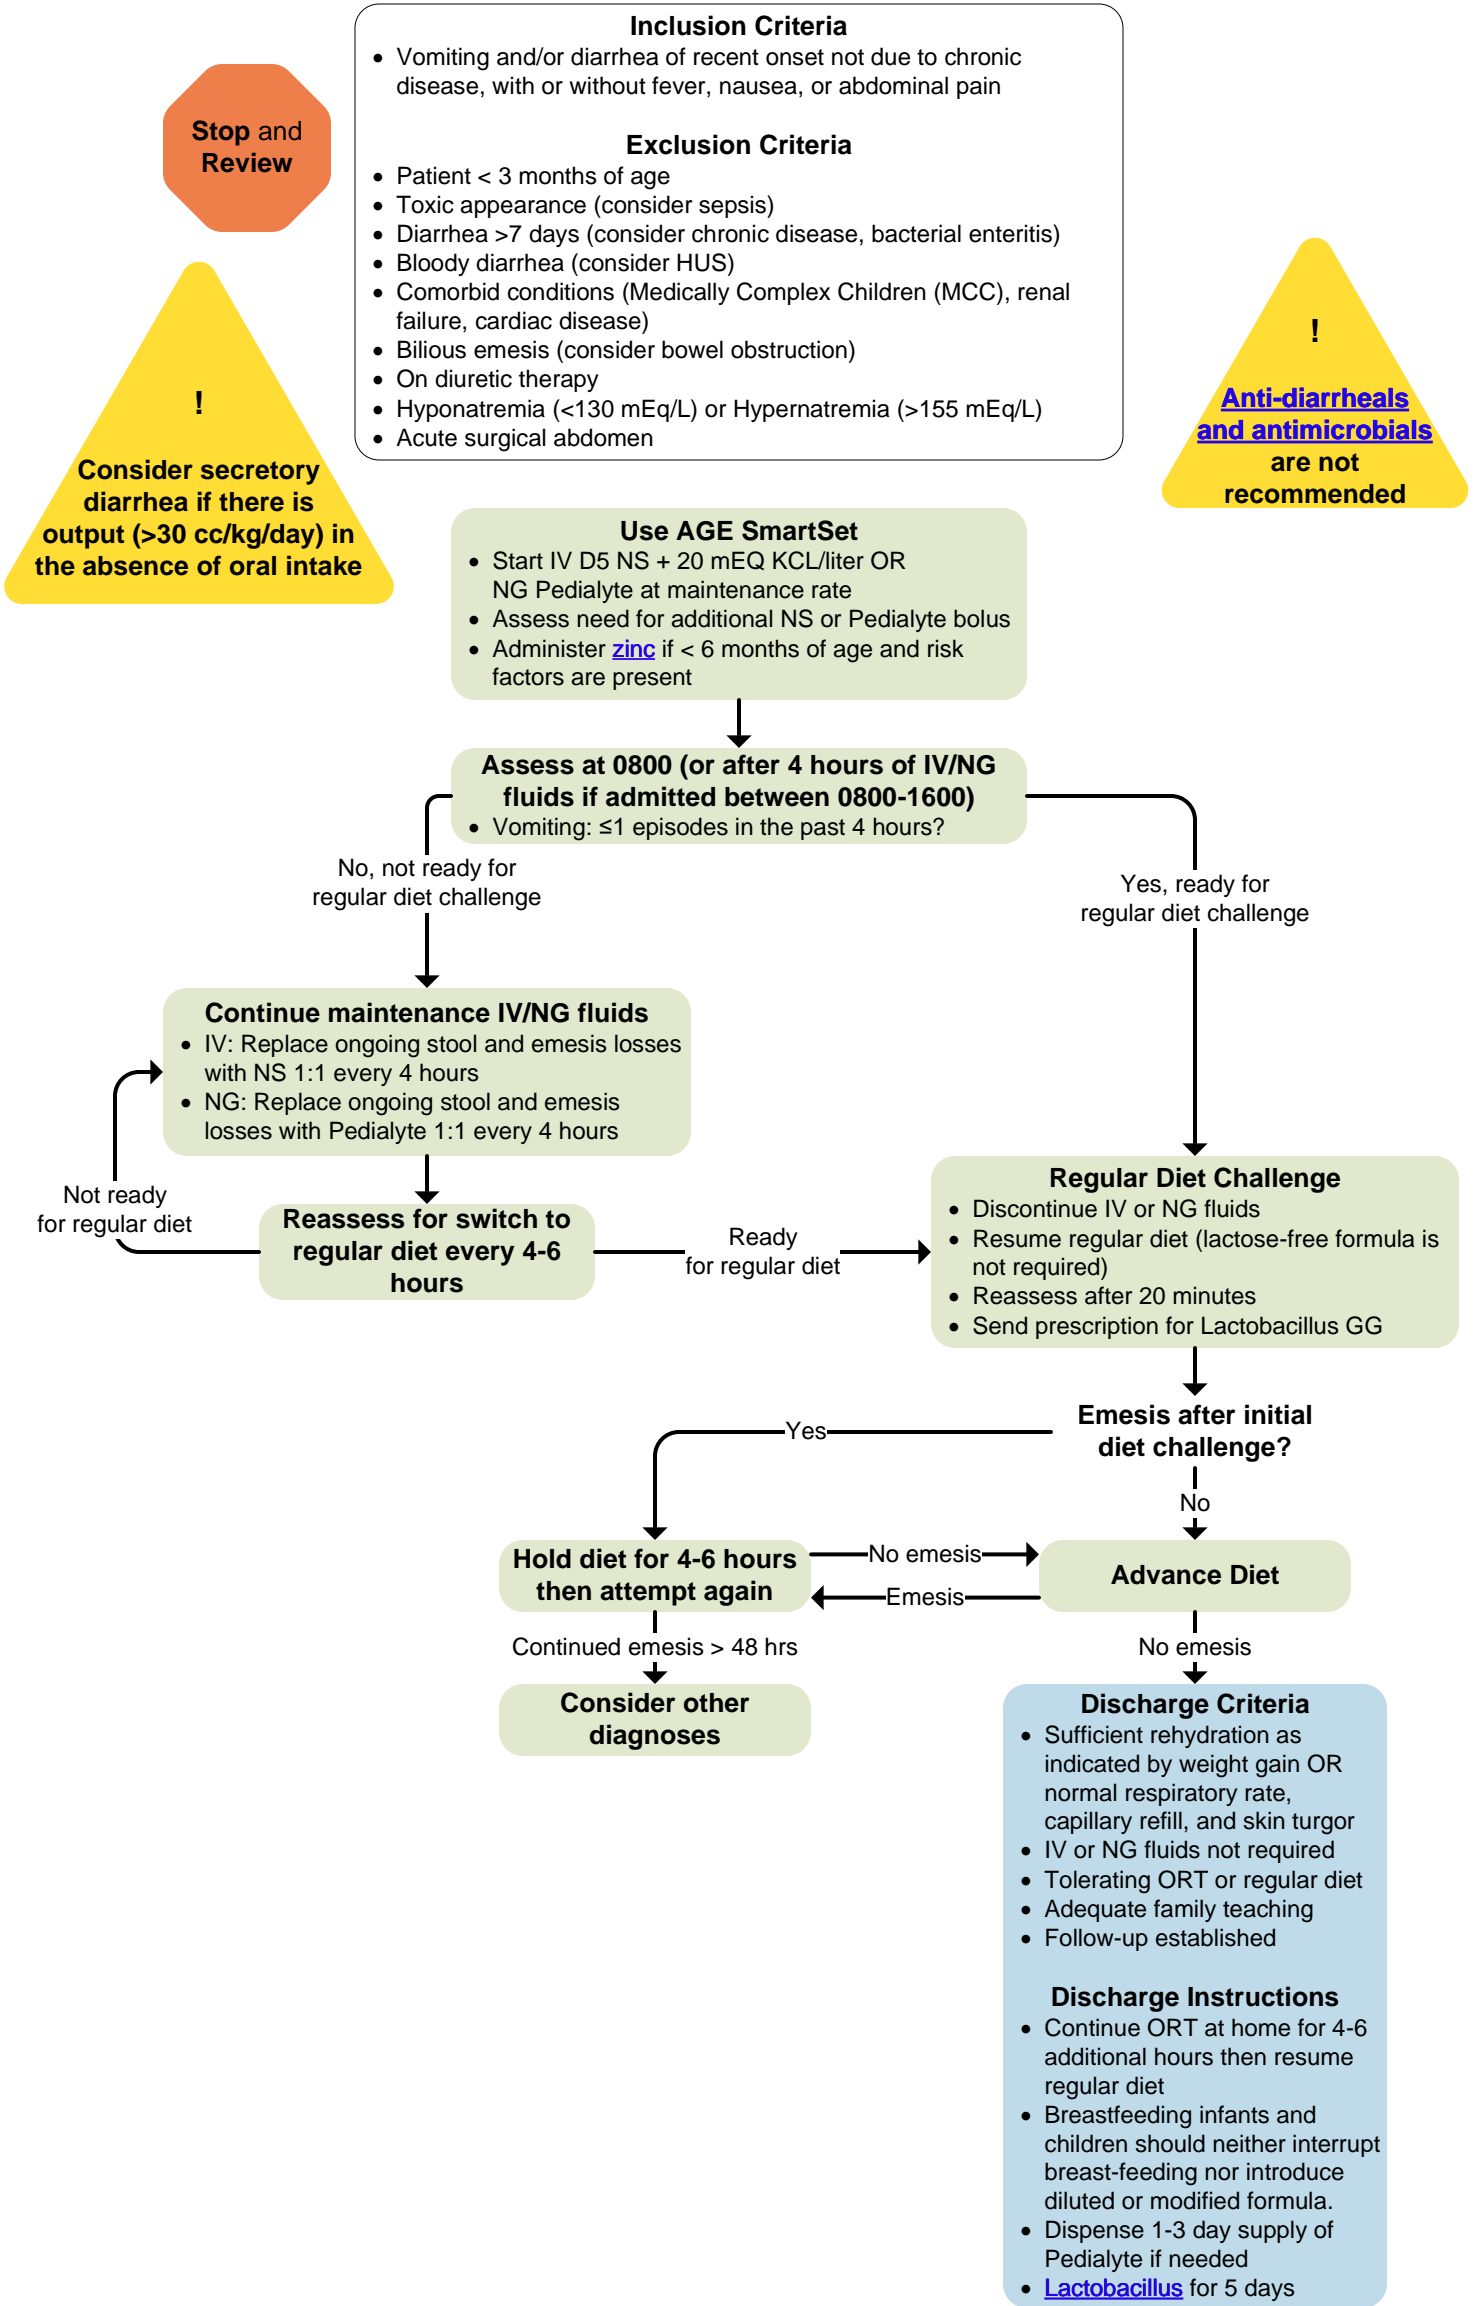 Inclusion Criteria
• Vomiting and/or diarrhea of recent onset not due to chronic
disease, with or without fever, nausea, or abdominal pain
Exclusion Criteria
• Patient < 3 months of age
• Toxic appearance (consider sepsis)
• Diarrhea >7 days (consider chronic disease, bacterial enteritis)
• Bloody diarrhea (consider HUS)
• Comorbid conditions (Medically Complex Children (MCC), renal
failure, cardiac disease)
• Bilious emesis (consider bowel obstruction)
• On diuretic therapy
• Hyponatremia (<130 mEq/L) or Hypernatremia (>155 mEq/L)
• Acute surgical abdomen
Stop and
Review
!
Consider secretory
diarrhea if there is
output (>30 cc/kg/day) in
the absence of oral intake
!
Anti-diarrheals
and antimicrobials
are not
recommended
Use AGE SmartSet
• Start IV D5 NS + 20 mEQ KCL/liter OR
NG Pedialyte at maintenance rate
• Assess need for additional NS or Pedialyte bolus
• Administer zinc if < 6 months of age and risk
factors are present
Assess at 0800 (or after 4 hours of IV/NG
fluids if admitted between 0800-1600)
• Vomiting: ≤1 episodes in the past 4 hours?
No, not ready for
regular diet challenge
Yes, ready for
regular diet challenge
Continue maintenance IV/NG fluids
• IV: Replace ongoing stool and emesis losses
with NS 1:1 every 4 hours
• NG: Replace ongoing stool and emesis
losses with Pedialyte 1:1 every 4 hours
Not ready
for regular diet
Reassess for switch to
regular diet every 4-6
hours
Ready
for regular diet
Regular Diet Challenge
• Discontinue IV or NG fluids
• Resume regular diet (lactose-free formula is
not required)
• Reassess after 20 minutes
• Send prescription for Lactobacillus GG
Emesis after initial
diet challenge?
Yes
No
Hold diet for 4-6 hours
then attempt again
No emesis
Emesis
Advance Diet
Continued emesis > 48 hrs
No emesis
Consider other
diagnoses
Discharge Criteria
• Sufficient rehydration as
indicated by weight gain OR
normal respiratory rate,
capillary refill, and skin turgor
• IV or NG fluids not required
• Tolerating ORT or regular diet
• Adequate family teaching
• Follow-up established
Discharge Instructions
• Continue ORT at home for 4-6
additional hours then resume
regular diet
• Breastfeeding infants and
children should neither interrupt
breast-feeding nor introduce
diluted or modified formula.
• Dispense 1-3 day supply of
Pedialyte if needed
• Lactobacillus for 5 days